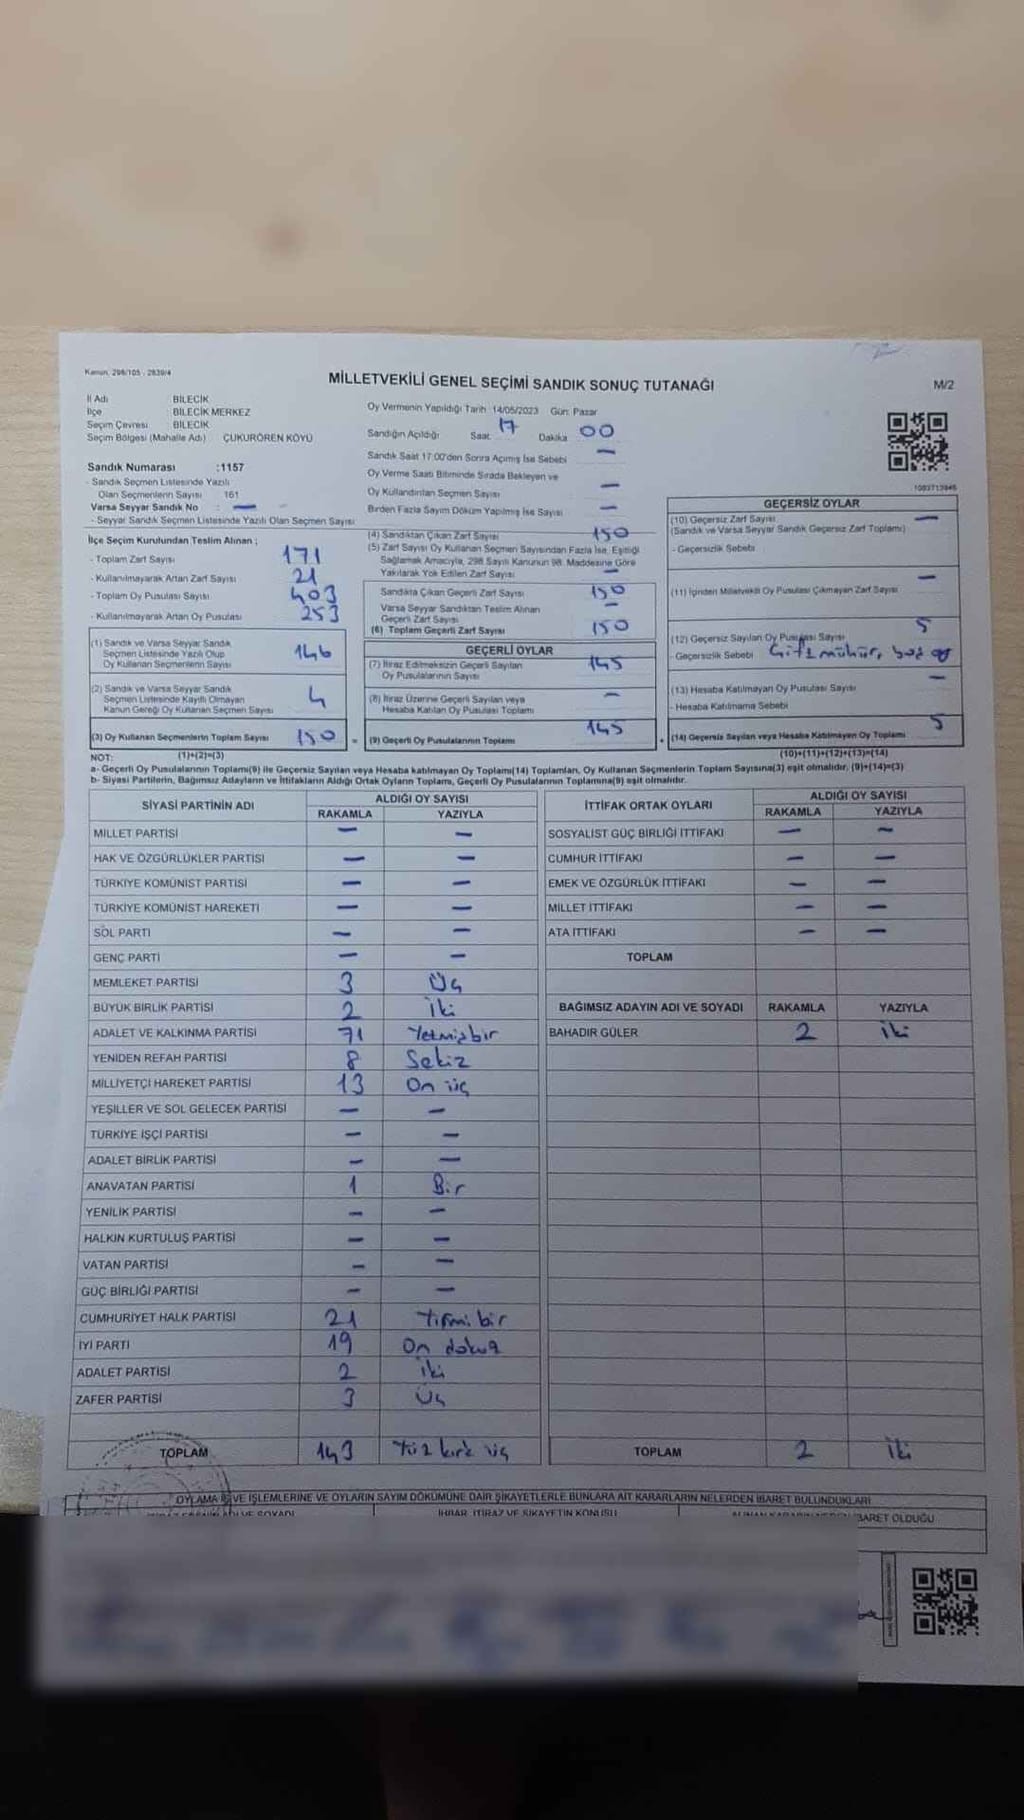 Kanun, 298/105 - 2839/4
MİLLETVEKİLİ GENEL SEÇİMİ SANDIK SONUÇ TUTANAĞI
M/2
İl Adı BİLECİK
İlçe BİLECİK MERKEZ
Seçim Çevresi BİLECİK
Seçim Bölgesi (Mahalle Adı) ÇUKURÖREN KÖYÜ
Sandık Numarası :1157
- Sandık Seçmen Listesinde Yazılı
Olan Seçmenlerin Sayısı 161
Varsa Seyyar Sandık No : —
- Seyyar Sandık Seçmen Listesinde Yazılı Olan Seçmen Sayısı
İlçe Seçim Kurulundan Teslim Alınan ;
- Toplam Zarf Sayısı 171
- Kullanılmayarak Artan Zarf Sayısı 21
- Toplam Oy Pusulası Sayısı 403
- Kullanılmayarak Artan Oy Pusulası 253
(1) Sandık ve Varsa Seyyar Sandık
Seçmen Listesinde Yazılı Olup
Oy Kullanan Seçmenlerin Sayısı 146
(2) Sandık ve Varsa Seyyar Sandık
Seçmen Listesinde Kayıtlı Olmayan
Kanun Gereği Oy Kullanan Seçmen Sayısı 4
(3) Oy Kullanan Seçmenlerin Toplam Sayısı 150
Oy Vermenin Yapıldığı Tarih 14/05/2023 Gün: Pazar
Sandığın Açıldığı Saat 17 Dakika 00
Sandık Saat 17:00'den Sonra Açılmış İse Sebebi —
Oy Verme Saati Bitiminde Sırada Bekleyen ve
Oy Kullandırılan Seçmen Sayısı —
Birden Fazla Sayım Döküm Yapılmış İse Sayısı —
(4) Sandıktan Çıkan Zarf Sayısı 150
(5) Zarf Sayısı Oy Kullanan Seçmen Sayısından Fazla İse, Eşitliği
Sağlamak Amacıyla, 298 Sayılı Kanunun 98. Maddesine Göre
Yakılarak Yok Edilen Zarf Sayısı —
Sandıkta Çıkan Geçerli Zarf Sayısı 150
Varsa Seyyar Sandıktan Teslim Alınan
Geçerli Zarf Sayısı —
(6) Toplam Geçerli Zarf Sayısı 150
GEÇERLİ OYLAR
(7) İtiraz Edilmeksizin Geçerli Sayılan
Oy Pusulalarının Sayısı 145
(8) İtiraz Üzerine Geçerli Sayılan veya
Hesaba Katılan Oy Pusulası Toplamı —
= (9) Geçerli Oy Pusulalarının Toplamı 145
1083713945
GEÇERSİZ OYLAR
(10) Geçersiz Zarf Sayısı —
(Sandık ve Varsa Seyyar Sandık Geçersiz Zarf Toplamı)
- Geçersizlik Sebebi
(11) İçinden Milletvekili Oy Pusulası Çıkmayan Zarf Sayısı —
(12) Geçersiz Sayılan Oy Pusulası Sayısı 5
- Geçersizlik Sebebi Çift mühür, boş oy
(13) Hesaba Katılmayan Oy Pusulası Sayısı —
- Hesaba Katılmama Sebebi
+ (14) Geçersiz Sayılan veya Hesaba Katılmayan Oy Toplamı 5
NOT: (1)+(2)=(3) (10)+(11)+(12)+(13)=(14)
a- Geçerli Oy Pusulalarının Toplamı(9) ile Geçersiz Sayılan veya Hesaba katılmayan Oy Toplamı(14) Toplamları, Oy Kullanan Seçmenlerin Toplam Sayısına(3) eşit olmalıdır. (9)+(14)=(3)
b- Siyasi Partilerin, Bağımsız Adayların ve İttifakların Aldığı Ortak Oyların Toplamı, Geçerli Oy Pusulalarının Toplamına(9) eşit olmalıdır.
SİYASİ PARTİNİN ADI ALDIĞI OY SAYISI
RAKAMLA YAZIYLA
MİLLET PARTİSİ — —
HAK VE ÖZGÜRLÜKLER PARTİSİ — —
TÜRKİYE KOMÜNİST PARTİSİ — —
TÜRKİYE KOMÜNİST HAREKETİ — —
SOL PARTİ — —
GENÇ PARTİ — —
MEMLEKET PARTİSİ 3 Üç
BÜYÜK BİRLİK PARTİSİ 2 İki
ADALET VE KALKINMA PARTİSİ 71 Yetmişbir
YENİDEN REFAH PARTİSİ 8 Sekiz
MİLLİYETÇİ HAREKET PARTİSİ 13 On üç
YEŞİLLER VE SOL GELECEK PARTİSİ — —
TÜRKİYE İŞÇİ PARTİSİ — —
ADALET BİRLİK PARTİSİ — —
ANAVATAN PARTİSİ 1 Bir
YENİLİK PARTİSİ — —
HALKIN KURTULUŞ PARTİSİ — —
VATAN PARTİSİ — —
GÜÇ BİRLİĞİ PARTİSİ — —
CUMHURİYET HALK PARTİSİ 21 Yirmi bir
İYİ PARTİ 19 On dokuz
ADALET PARTİSİ 2 İki
ZAFER PARTİSİ 3 Üç
TOPLAM 143 Yüz kırk üç
İTTİFAK ORTAK OYLARI ALDIĞI OY SAYISI
RAKAMLA YAZIYLA
SOSYALİST GÜÇ BİRLİĞİ İTTİFAKI — —
CUMHUR İTTİFAKI — —
EMEK VE ÖZGÜRLÜK İTTİFAKI — —
MİLLET İTTİFAKI — —
ATA İTTİFAKI — —
TOPLAM
BAĞIMSIZ ADAYIN ADI VE SOYADI RAKAMLA YAZIYLA
BAHADIR GÜLER 2 iki
TOPLAM 2 iki
OYLAMA İŞ VE İŞLEMLERİNE VE OYLARIN SAYIM DÖKÜMÜNE DAİR ŞİKAYETLERLE BUNLARA AİT KARARLARIN NELERDEN İBARET BULUNDUKLARI
ADI VE SOYADI İHBAR, İTİRAZ VE ŞİKAYETİN KONUSU İBARET OLDUĞU